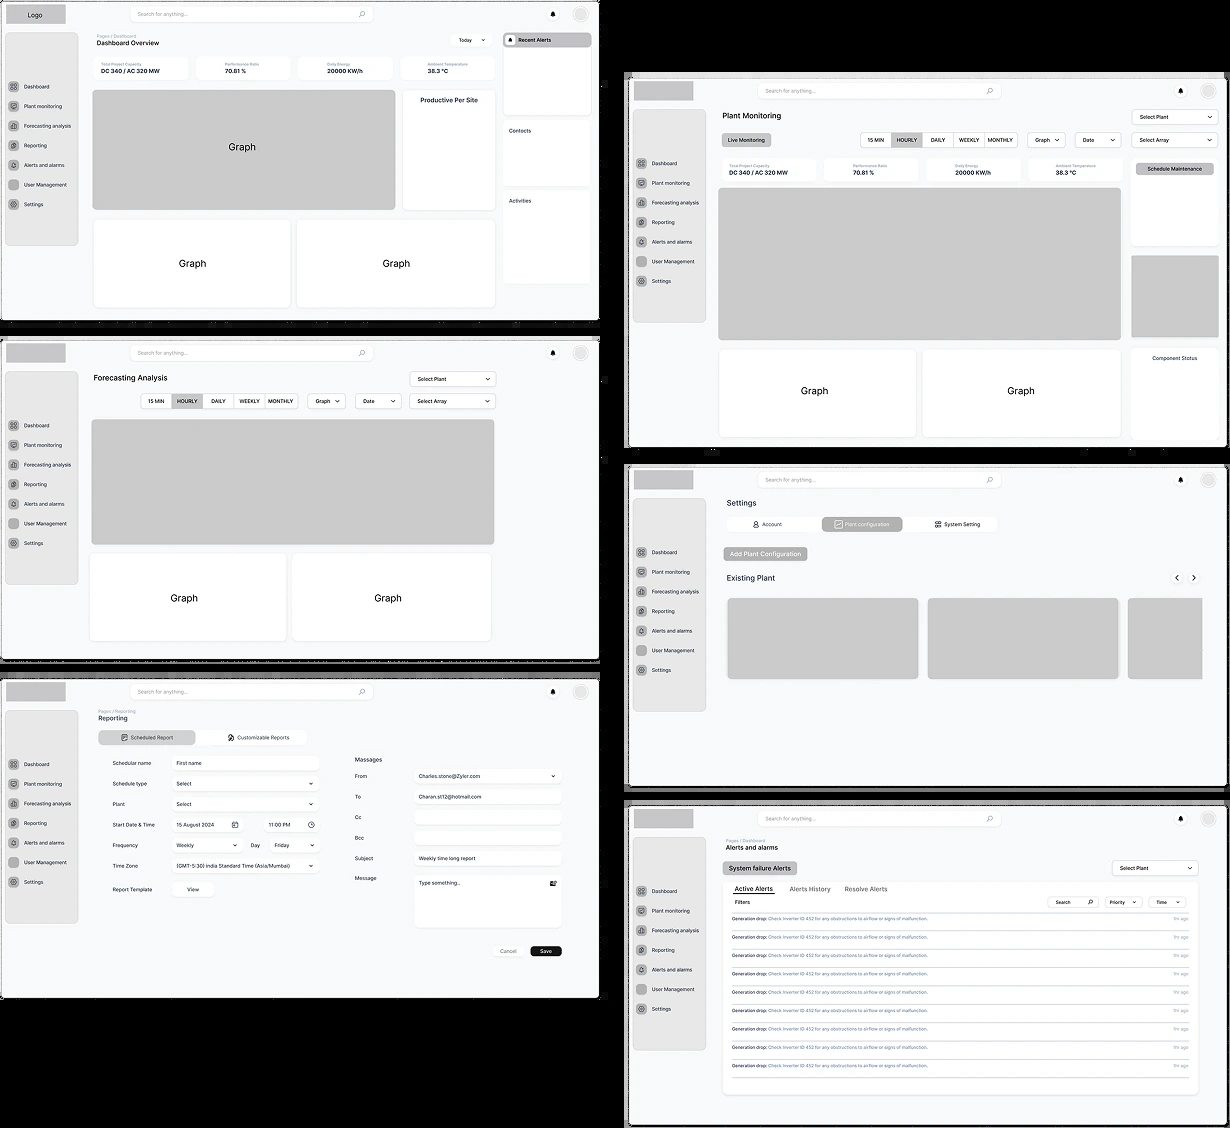 Logo
Search for anything...
Pages / Dashboard
Dashboard Overview
Today
Recent Alerts
Total Project Capacity
DC 340 / AC 320 MW
Performance Ratio
70.81 %
Daily Energy
20000 KW/h
Ambient Temperature
38.3 °C
Dashboard
Plant monitoring
Forecasting analysis
Reporting
Alerts and alarms
User Management
Settings
Graph
Productive Per Site
Contacts
Activities
Graph
Graph
Search for anything...
Forecasting Analysis
Select Plant
15 MIN
HOURLY
DAILY
WEEKLY
MONTHLY
Graph
Date
Select Array
Dashboard
Plant monitoring
Forecasting analysis
Reporting
Alerts and alarms
User Management
Settings
Graph
Graph
Search for anything...
Pages / Reporting
Reporting
Scheduled Report
Customizable Reports
Dashboard
Plant monitoring
Forecasting analysis
Reporting
Alerts and alarms
User Management
Settings
Schedular name
First name
Schedule type
Select
Plant
Select
Start Date & Time
15 August 2024
11:00 PM
Frequency
Weekly
Day
Friday
Time Zone
(GMT-5:30) india Standard Time (Asia/Mumbai)
Report Template
View
Massages
From
Charles.stone@Zyler.com
To
Charan.st12@hotmail.com
Cc
Bcc
Subject
Weekly time long report
Message
Type something..
Cancel
Save
Search for anything...
Plant Monitoring
Select Plant
Live Monitoring
15 MIN
HOURLY
DAILY
WEEKLY
MONTHLY
Graph
Date
Select Array
Total Project Capacity
DC 340 / AC 320 MW
Performance Ratio
70.81 %
Daily Energy
20000 KW/h
Ambient Temperature
38.3 °C
Schedule Maintenance
Dashboard
Plant monitoring
Forecasting analysis
Reporting
Alerts and alarms
User Management
Settings
Graph
Graph
Component Status
Search for anything...
Settings
Account
Plant configuration
System Setting
Add Plant Configuration
Existing Plant
Dashboard
Plant monitoring
Forecasting analysis
Reporting
Alerts and alarms
User Management
Settings
Search for anything...
Pages / Dashboard
Alerts and alarms
System failure Alerts
Select Plant
Active Alerts
Alerts History
Resolve Alerts
Filters
Search
Priority
Time
Dashboard
Plant monitoring
Forecasting analysis
Reporting
Alerts and alarms
User Management
Settings
Generation drop: Check Inverter ID 452 for any obstructions to airflow or signs of malfunction. 1hr ago
Generation drop: Check Inverter ID 452 for any obstructions to airflow or signs of malfunction. 1hr ago
Generation drop: Check Inverter ID 452 for any obstructions to airflow or signs of malfunction. 1hr ago
Generation drop: Check Inverter ID 452 for any obstructions to airflow or signs of malfunction. 1hr ago
Generation drop: Check Inverter ID 452 for any obstructions to airflow or signs of malfunction. 1hr ago
Generation drop: Check Inverter ID 452 for any obstructions to airflow or signs of malfunction. 1hr ago
Generation drop: Check Inverter ID 452 for any obstructions to airflow or signs of malfunction. 1hr ago
Generation drop: Check Inverter ID 452 for any obstructions to airflow or signs of malfunction. 1hr ago
Generation drop: Check Inverter ID 452 for any obstructions to airflow or signs of malfunction. 1hr ago